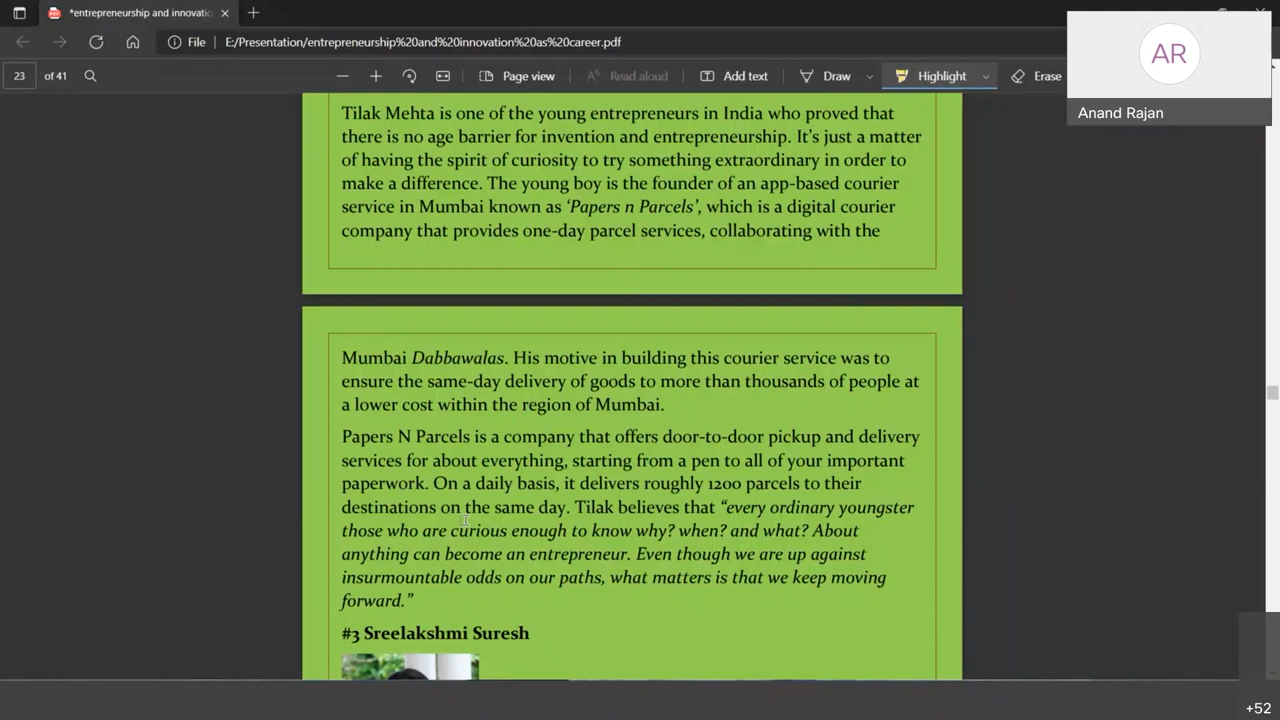 *entrepreneurship and innovatio
File
E:/Presentation/entrepreneurship%20and%20innovation%20as%20career.pdf
AR
Anand Rajan
23 of 41
Page view
Read aloud
Add text
Draw
Highlight
Erase
Tilak Mehta is one of the young entrepreneurs in India who proved that
there is no age barrier for invention and entrepreneurship. It’s just a matter
of having the spirit of curiosity to try something extraordinary in order to
make a difference. The young boy is the founder of an app-based courier
service in Mumbai known as ‘Papers n Parcels’, which is a digital courier
company that provides one-day parcel services, collaborating with the
Mumbai Dabbawalas. His motive in building this courier service was to
ensure the same-day delivery of goods to more than thousands of people at
a lower cost within the region of Mumbai.
Papers N Parcels is a company that offers door-to-door pickup and delivery
services for about everything, starting from a pen to all of your important
paperwork. On a daily basis, it delivers roughly 1200 parcels to their
destinations on the same day. Tilak believes that “every ordinary youngster
those who are curious enough to know why? when? and what? About
anything can become an entrepreneur. Even though we are up against
insurmountable odds on our paths, what matters is that we keep moving
forward.”
#3 Sreelakshmi Suresh
+52